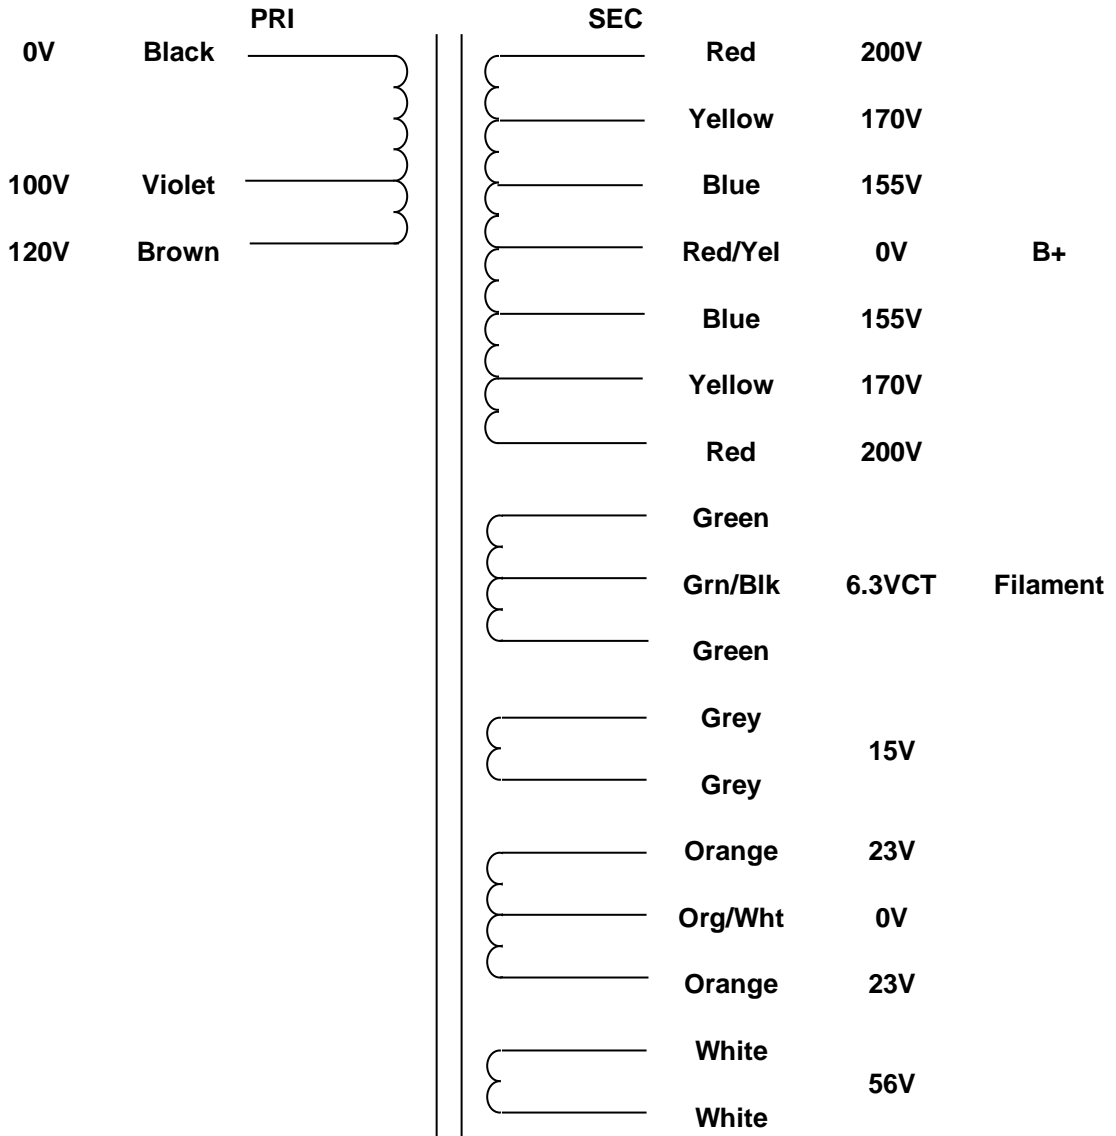 PRI SEC
0V Black Red 200V
Yellow 170V
100V Violet Blue 155V
120V Brown Red/Yel 0V B+
Blue 155V
Yellow 170V
Red 200V
Green
Grn/Blk 6.3VCT Filament
Green
Grey
15V
Grey
Orange 23V
Org/Wht 0V
Orange 23V
White
56V
White